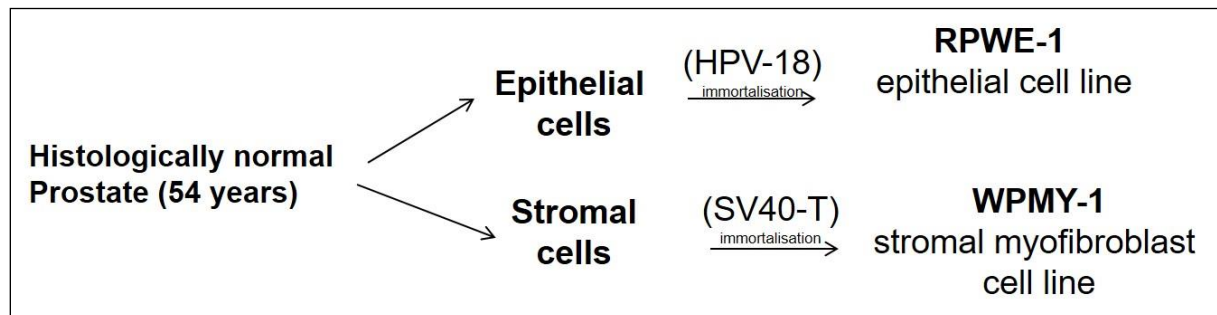 Histologically normal
Prostate (54 years)
Epithelial
cells
(HPV-18)
immortalisation
RPWE-1
epithelial cell line
Stromal
cells
(SV40-T)
immortalisation
WPMY-1
stromal myofibroblast
cell line